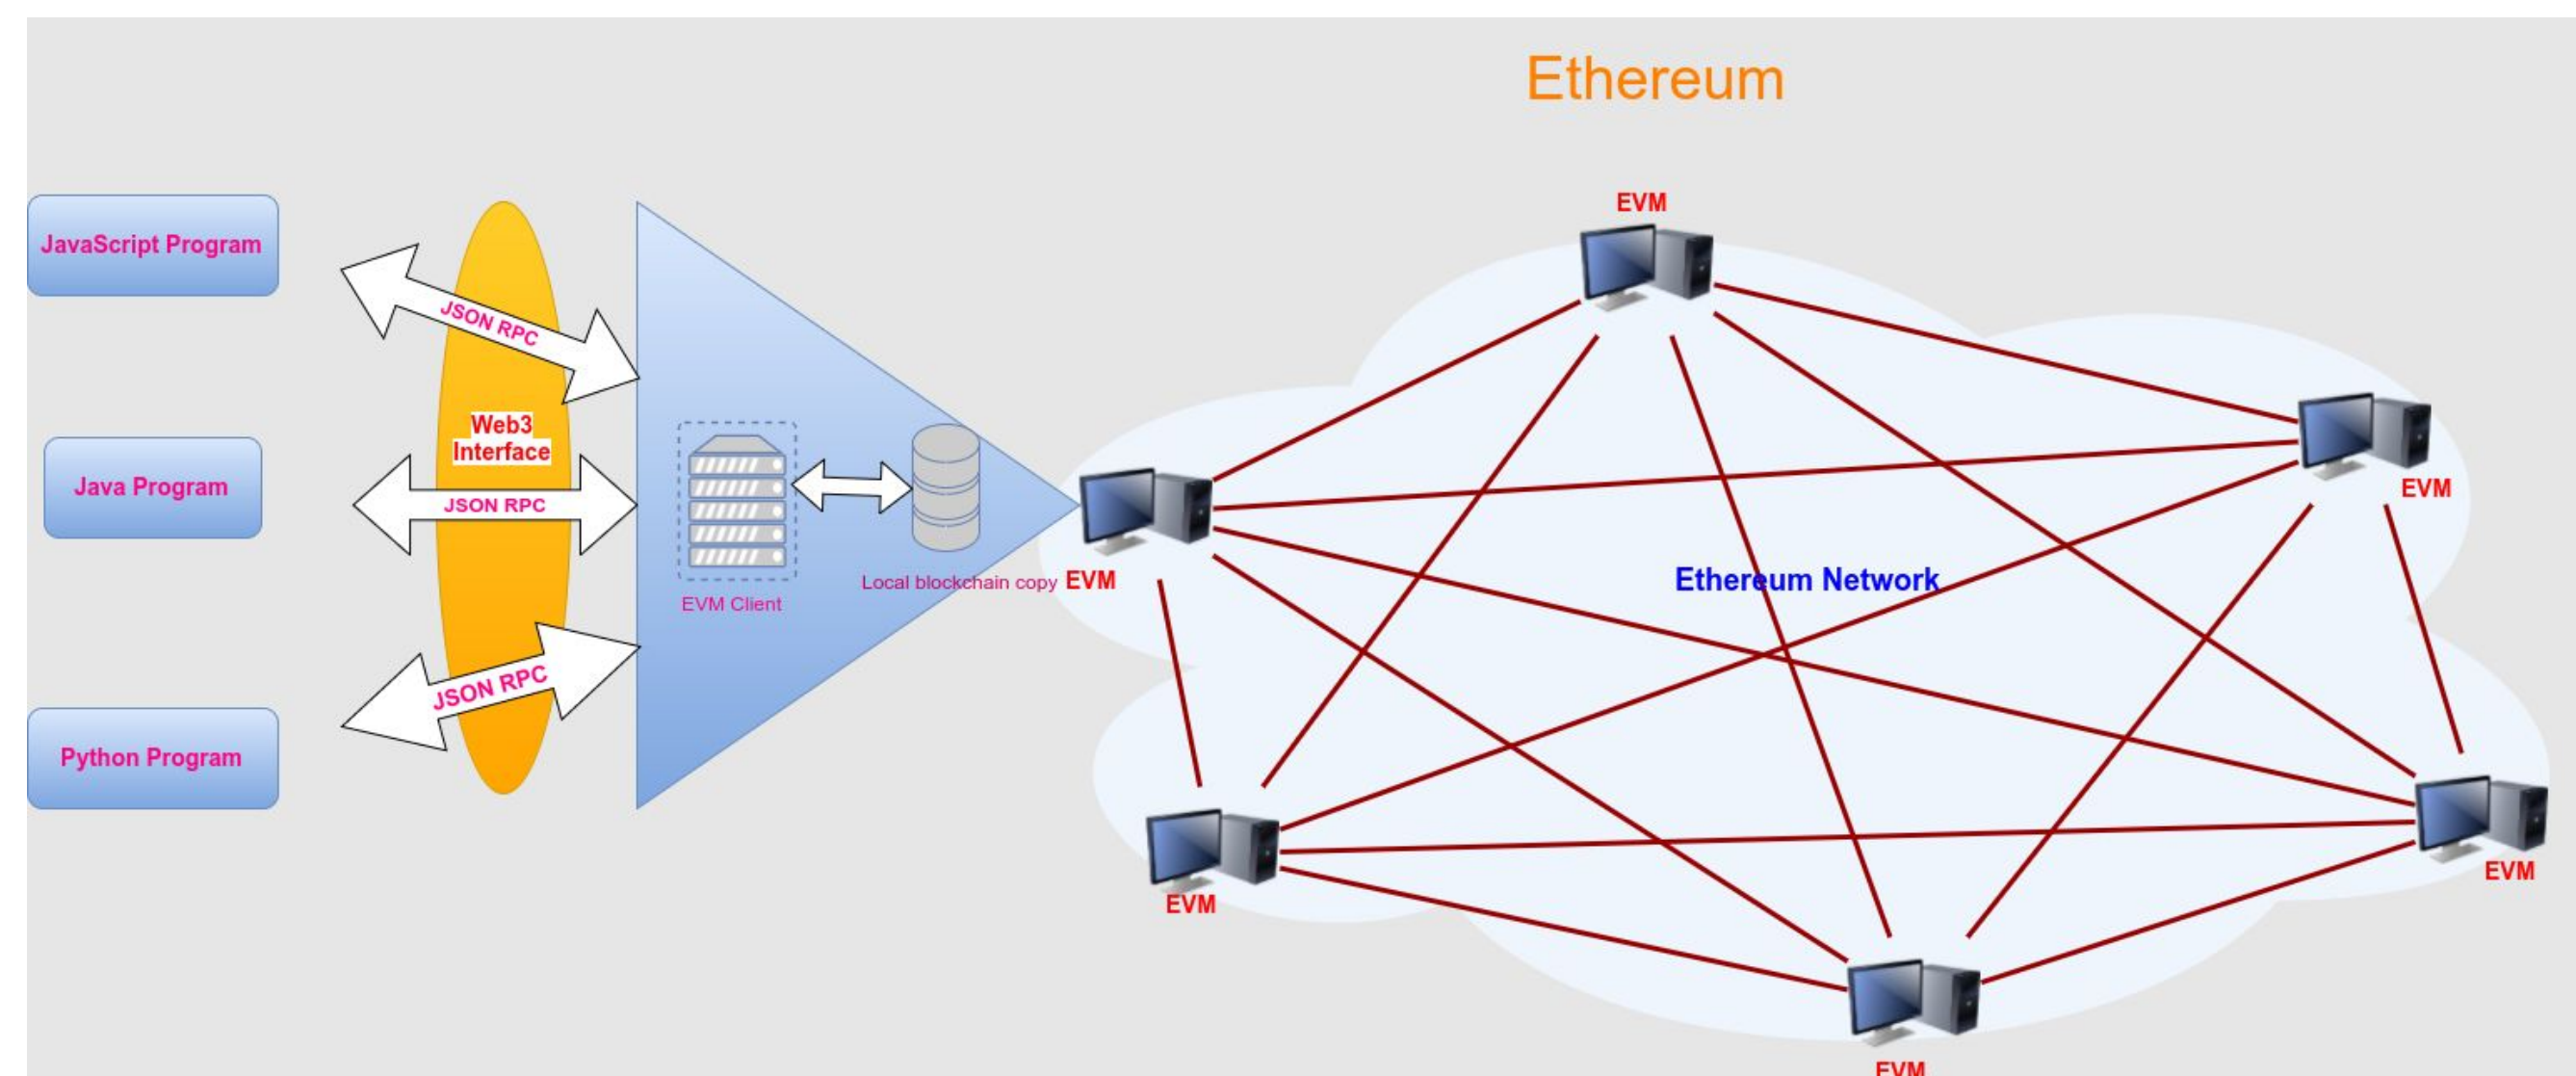 Ethereum
EVM
JavaScript Program
JSON RPC
Web3
Interface
EVM
Java Program
JSON RPC
Ethereum Network
Local blockchain copy
EVM
EVM Client
JSON RPC
Python Program
EVM
EVM
EVM